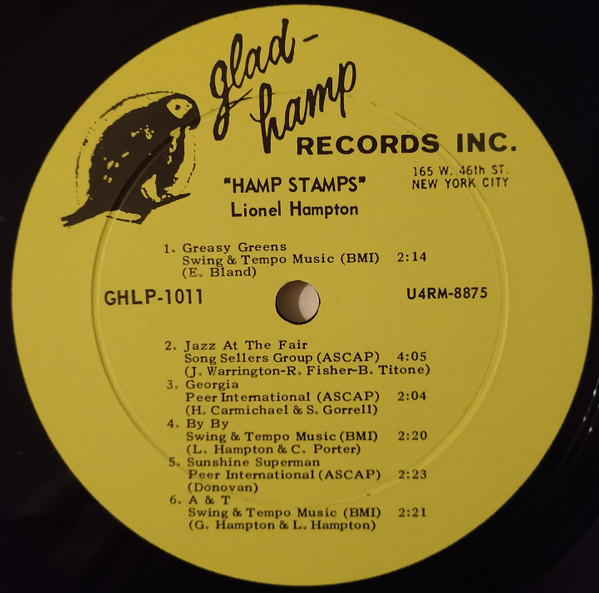 glad-
hamp
RECORDS INC.
165 W. 46th ST.
NEW YORK CITY
"HAMP STAMPS"
Lionel Hampton
1. Greasy Greens
Swing & Tempo Music (BMI) 2:14
(E. Bland)
GHLP-1011 U4RM-8875
2. Jazz At The Fair
Song Sellers Group (ASCAP) 4:05
(J. Warrington-R. Fisher-B. Titone)
3. Georgia
Peer International (ASCAP) 2:04
(H. Carmichael & S. Gorrell)
4. By By
Swing & Tempo Music (BMI) 2:20
(L. Hampton & C. Porter)
5. Sunshine Superman
Peer International (ASCAP) 2:23
(Donovan)
6. A & T
Swing & Tempo Music (BMI) 2:21
(G. Hampton & L. Hampton)